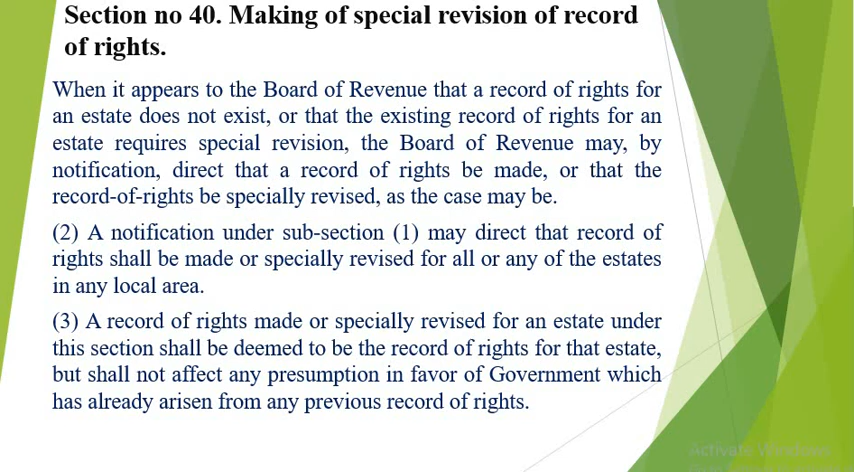 Section no 40. Making of special revision of record
of rights.
When it appears to the Board of Revenue that a record of rights for
an estate does not exist, or that the existing record of rights for an
estate requires special revision, the Board of Revenue may, by
notification, direct that a record of rights be made, or that the
record-of-rights be specially revised, as the case may be.
(2) A notification under sub-section (1) may direct that record of
rights shall be made or specially revised for all or any of the estates
in any local area.
(3) A record of rights made or specially revised for an estate under
this section shall be deemed to be the record of rights for that estate,
but shall not affect any presumption in favor of Government which
has already arisen from any previous record of rights.
Activate Windows